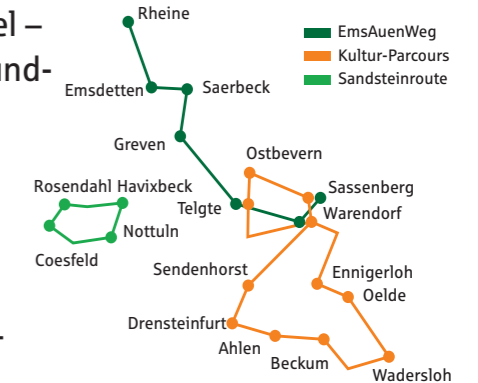 el –
und-
Rheine
EmsAuenWeg
Kultur-Parcours
Sandsteinroute
Emsdetten
Saerbeck
Greven
Ostbevern
Rosendahl Havixbeck
Sassenberg
Telgte
Warendorf
Nottuln
Coesfeld
Sendenhorst
Ennigerloh
Oelde
Drensteinfurt
Ahlen
Beckum
Wadersloh